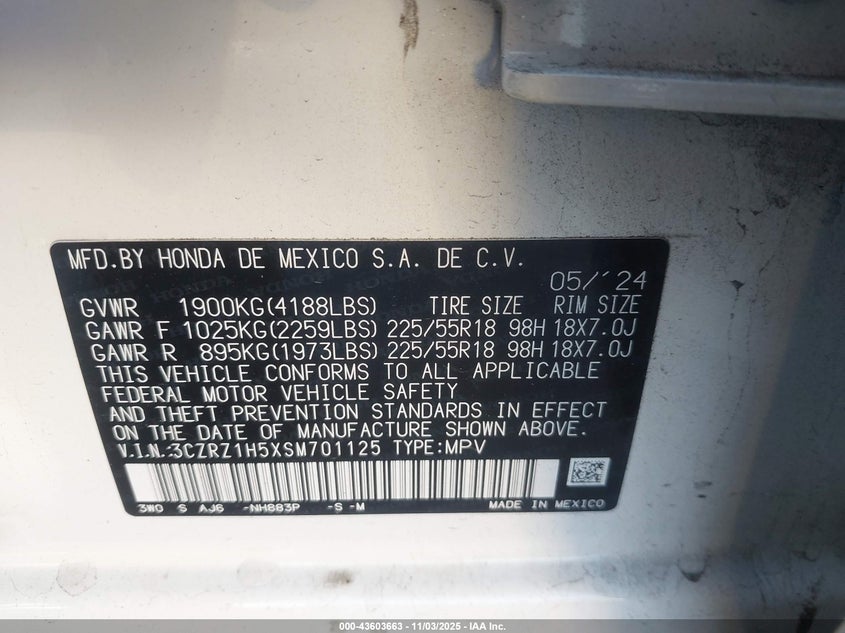 MFD.BY HONDA DE MEXICO S.A. DE C.V.
05/'24
GVWR 1900KG(4188LBS) TIRE SIZE RIM SIZE
GAWR F 1025KG(2259LBS) 225/55R18 98H 18X7.0J
GAWR R 895KG(1973LBS) 225/55R18 98H 18X7.0J
THIS VEHICLE CONFORMS TO ALL APPLICABLE
FEDERAL MOTOR VEHICLE SAFETY
AND THEFT PREVENTION STANDARDS IN EFFECT
ON THE DATE OF MANUFACTURE SHOWN ABOVE.
V.I.N.:3CZRZ1H5XSM701125 TYPE:MPV
3W0 S AJ6 -NH883P -S -M MADE IN MEXICO
000-43603663 - 11/03/2025 - IAA Inc.